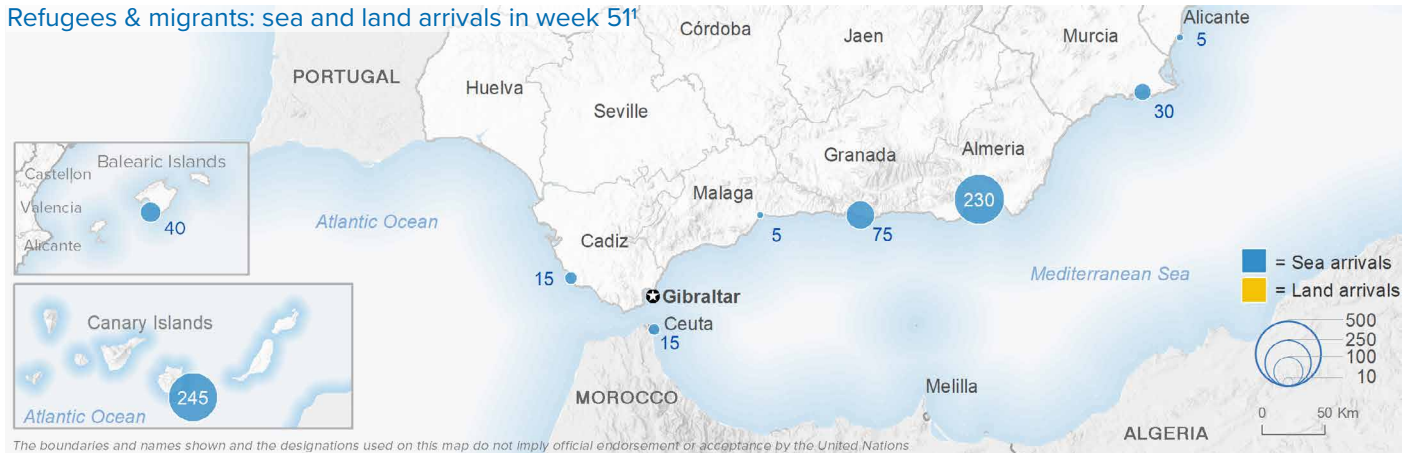 Refugees & migrants: sea and land arrivals in week 51¹
Alicante
5
Córdoba
Jaen
Murcia
PORTUGAL
Huelva
Seville
30
Granada
Almeria
Balearic Islands
Castellon
Valencia
Alicante
40
Malaga
230
Atlantic Ocean
5
75
Cadiz
15
Mediterranean Sea
= Sea arrivals
= Land arrivals
Gibraltar
Ceuta
15
Canary Islands
245
Atlantic Ocean
500
250
100
10
MOROCCO
Melilla
0 50 Km
ALGERIA
The boundaries and names shown and the designations used on this map do not imply official endorsement or acceptance by the United Nations